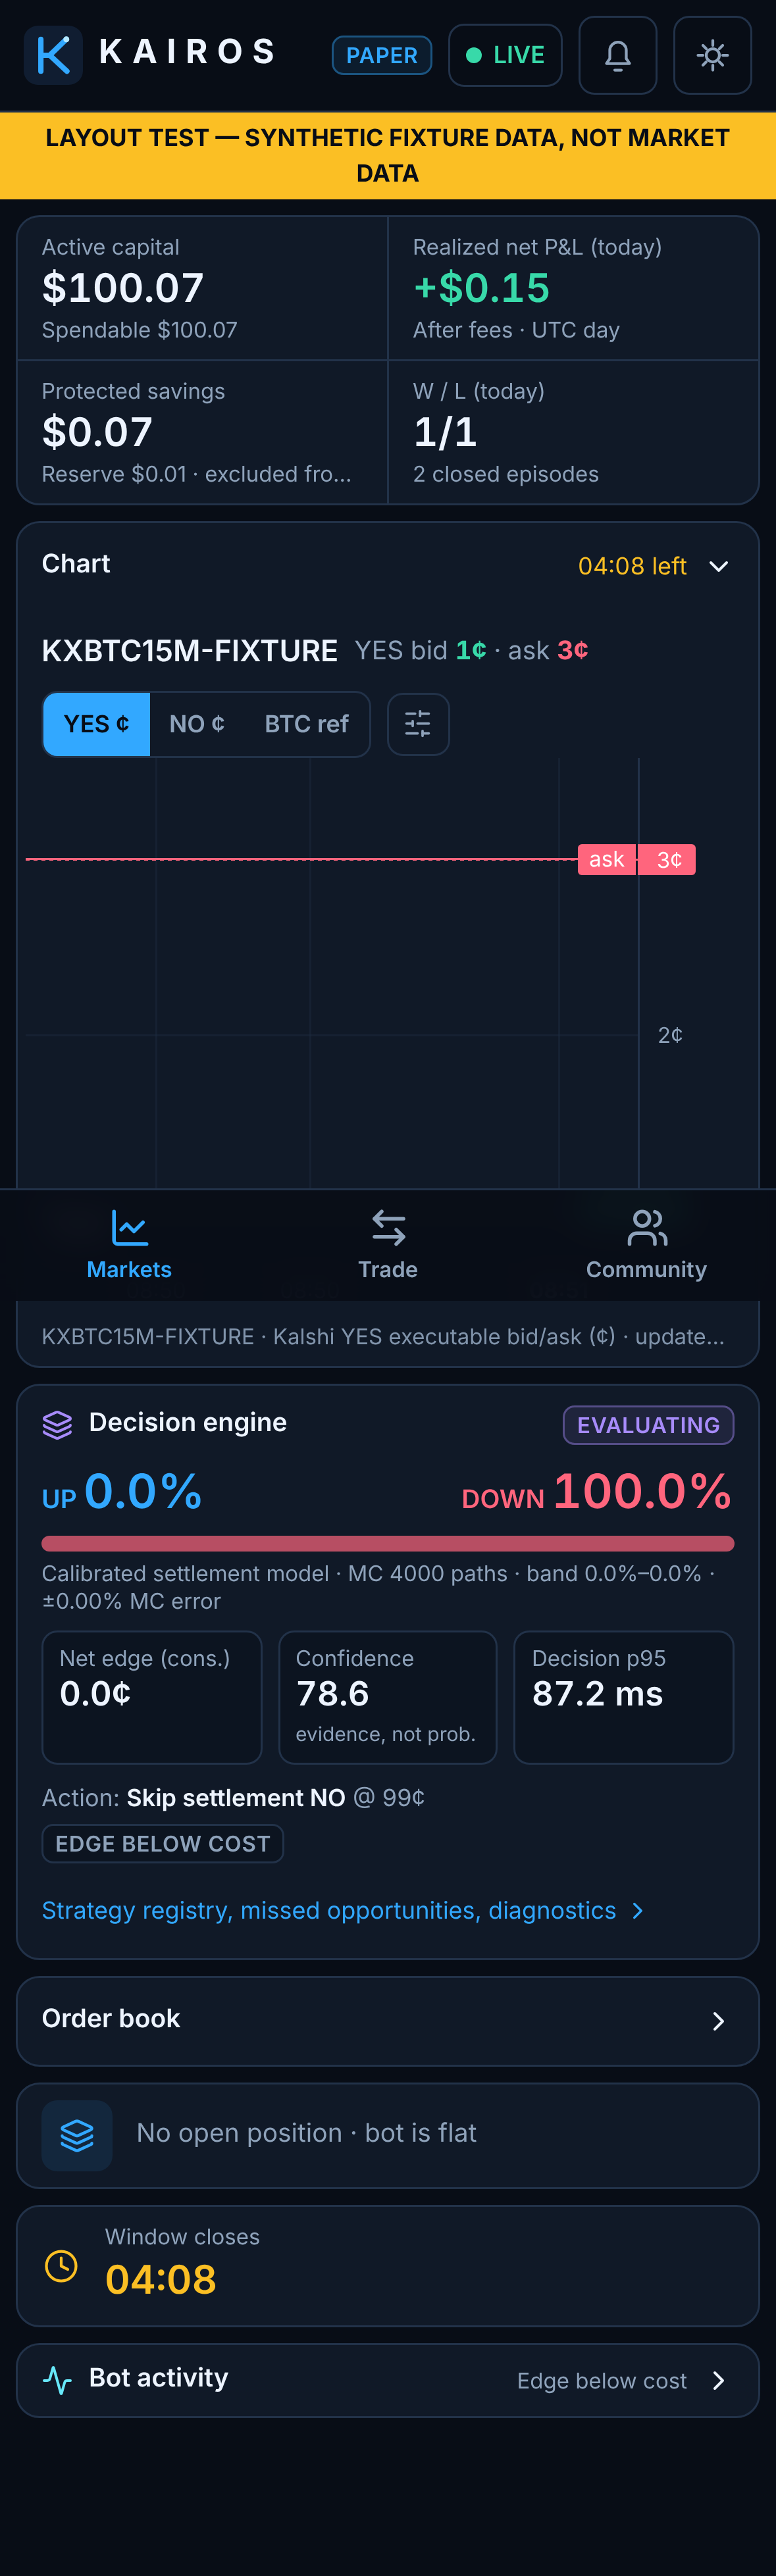 KAIROS
PAPER
LIVE
LAYOUT TEST — SYNTHETIC FIXTURE DATA, NOT MARKET
DATA
Active capital
$100.07
Spendable $100.07
Realized net P&L (today)
+$0.15
After fees · UTC day
Protected savings
$0.07
Reserve $0.01 · excluded fro...
W / L (today)
1/1
2 closed episodes
Chart
04:08 left
KXBTC15M-FIXTURE YES bid 1¢ · ask 3¢
YES ¢
NO ¢
BTC ref
ask 3¢
2¢
Markets
Trade
Community
KXBTC15M-FIXTURE · Kalshi YES executable bid/ask (¢) · update...
Decision engine
EVALUATING
UP 0.0%
DOWN 100.0%
Calibrated settlement model · MC 4000 paths · band 0.0%–0.0% ·
±0.00% MC error
Net edge (cons.)
0.0¢
Confidence
78.6
evidence, not prob.
Decision p95
87.2 ms
Action: Skip settlement NO @ 99¢
EDGE BELOW COST
Strategy registry, missed opportunities, diagnostics
Order book
No open position · bot is flat
Window closes
04:08
Bot activity
Edge below cost